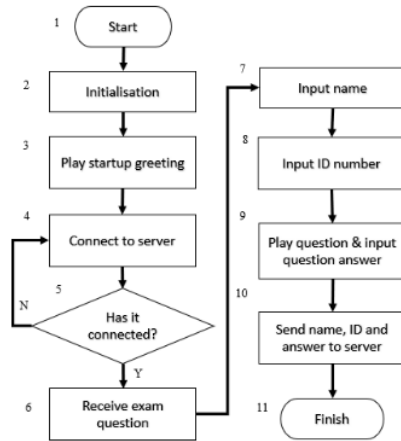 1
Start
2
Initialisation
3
Play startup greeting
4
Connect to server
5
Has it
connected?
N
Y
6
Receive exam
question
7
Input name
8
Input ID number
9
Play question & input
question answer
10
Send name, ID and
answer to server
11
Finish